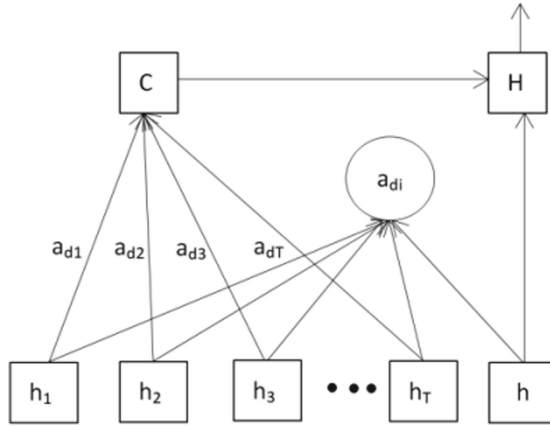 C H
a_di
a_d1 a_d2 a_d3 a_dT
h_1 h_2 h_3 ••• h_T h